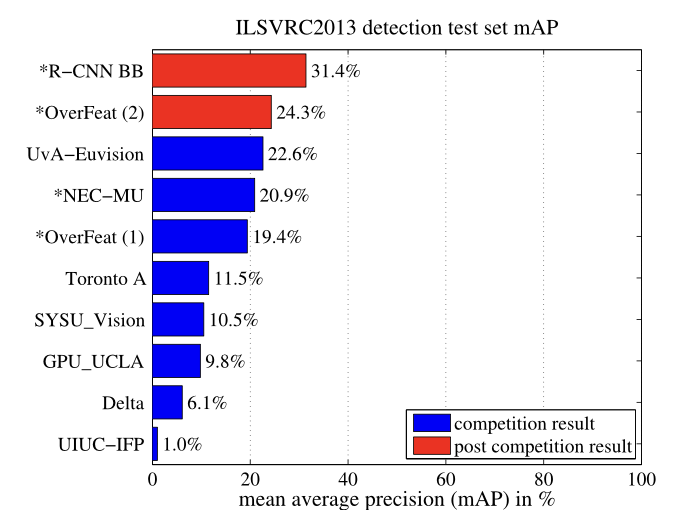 ILSVRC2013 detection test set mAP
*R−CNN BB 31.4%
*OverFeat (2) 24.3%
UvA−Euvision 22.6%
*NEC−MU 20.9%
*OverFeat (1) 19.4%
Toronto A 11.5%
SYSU_Vision 10.5%
GPU_UCLA 9.8%
Delta 6.1%
UIUC−IFP 1.0%
competition result
post competition result
0 20 40 60 80 100
mean average precision (mAP) in %